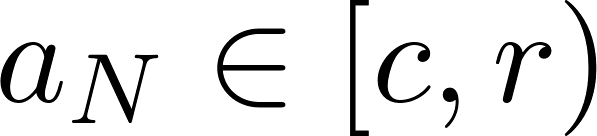 a_N ∈ [c, r)